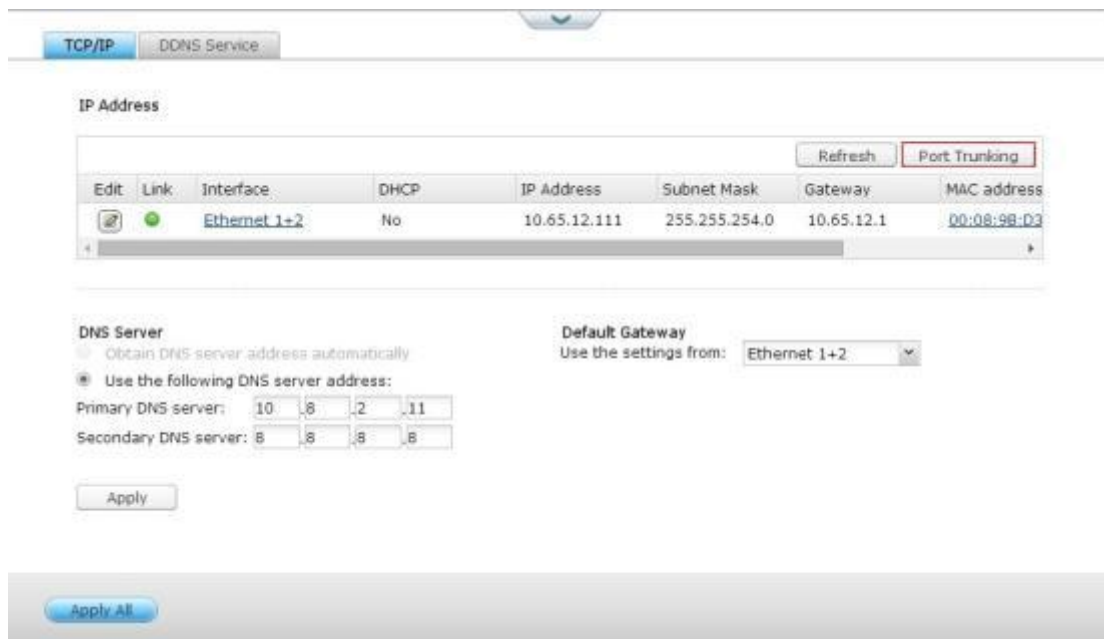 TCP/IP DDNS Service
IP Address
Refresh Port Trunking
Edit Link Interface DHCP IP Address Subnet Mask Gateway MAC address
Ethernet 1+2 No 10.65.12.111 255.255.254.0 10.65.12.1 00:08:9B:D3
DNS Server Default Gateway
Obtain DNS server address automatically Use the settings from: Ethernet 1+2
Use the following DNS server address:
Primary DNS server: 10 .8 .2 .11
Secondary DNS server: 8 .8 .8 .8
Apply
Apply All